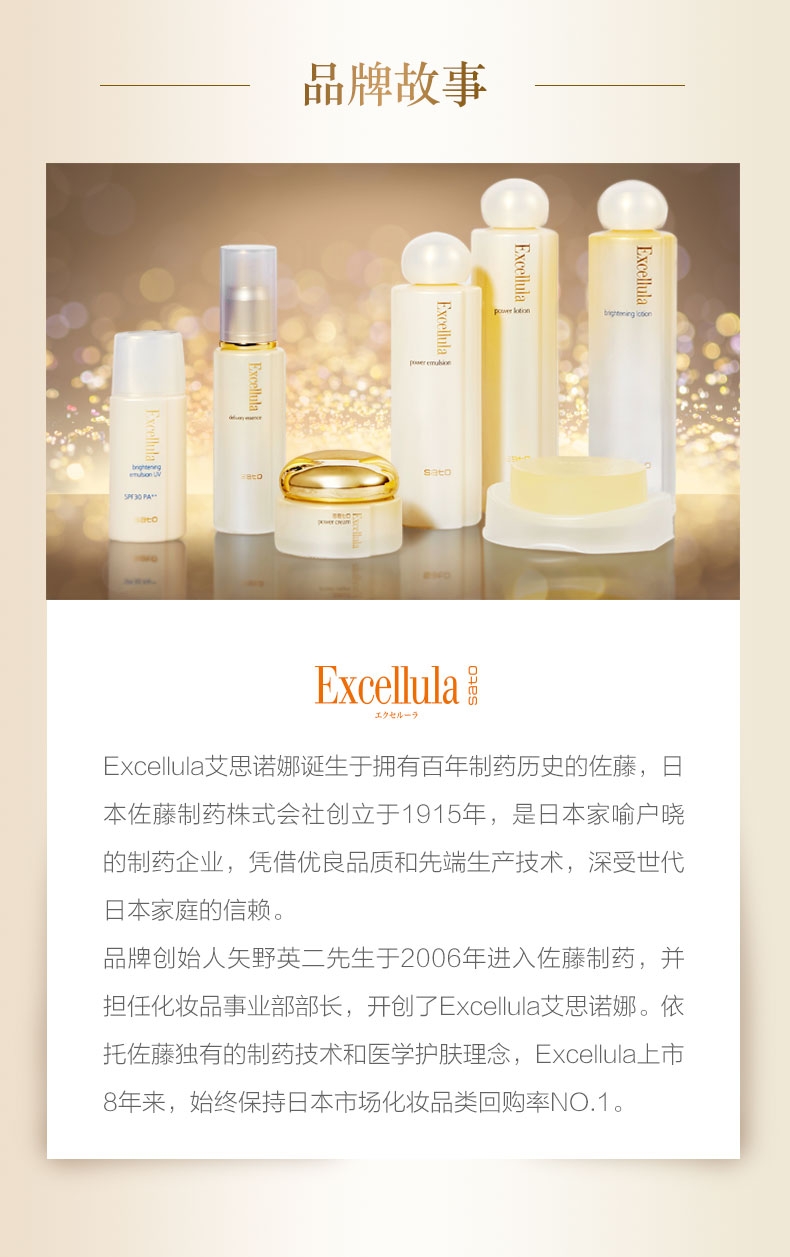 品牌故事
Excellula
brightening
emulsion UV
SPF30 PA++
sato
Excellula
delivery essence
sato
sato
power cream
Excellula
Excellula
power emulsion
sato
Excellula
power lotion
sato
Excellula
brightening lotion
sato
Excellula sato
エクセルーラ
Excellula艾思诺娜诞生于拥有百年制药历史的佐藤，日
本佐藤制药株式会社创立于1915年，是日本家喻户晓
的制药企业，凭借优良品质和先端生产技术，深受世代
日本家庭的信赖。
品牌创始人矢野英二先生于2006年进入佐藤制药，并
担任化妆品事业部部长，开创了Excellula艾思诺娜。依
托佐藤独有的制药技术和医学护肤理念，Excellula上市
8年来，始终保持日本市场化妆品类回购率NO.1。